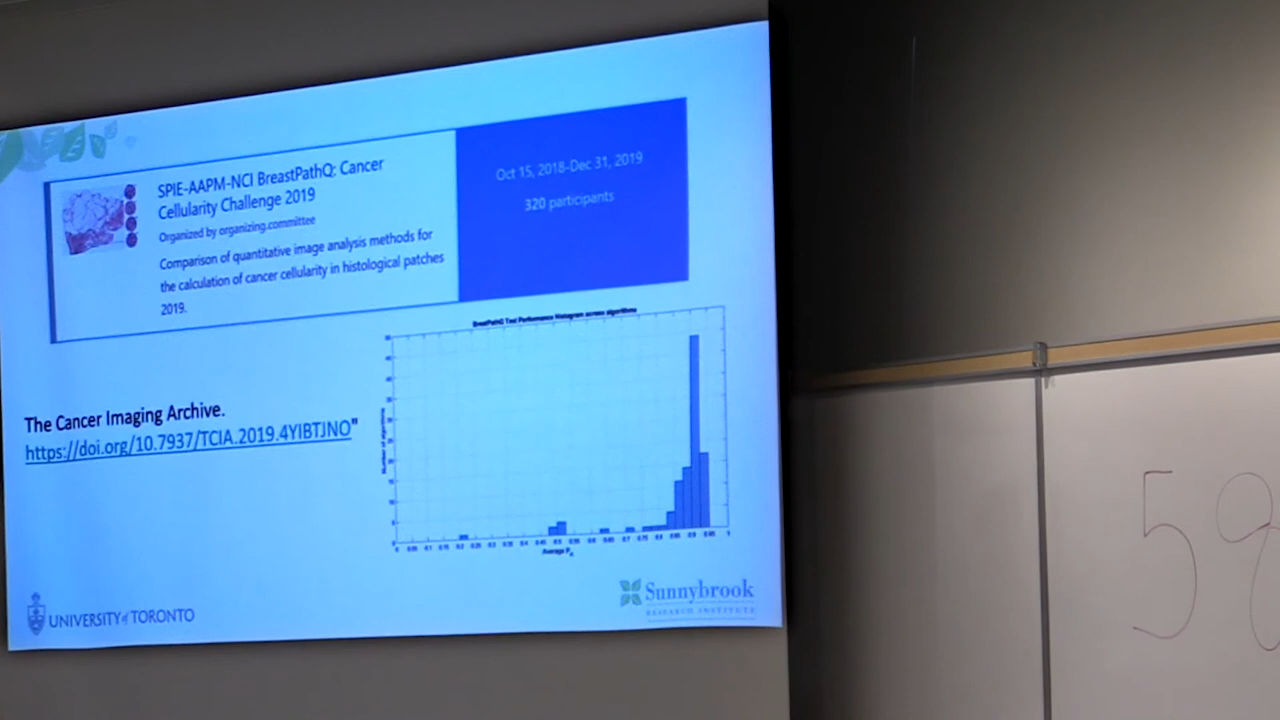 SPIE-AAPM-NCI BreastPathQ: Cancer
Cellularity Challenge 2019
Organized by organizing.committee
Comparison of quantitative image analysis methods for
the calculation of cancer cellularity in histological patches
2019.
Oct 15, 2018-Dec 31, 2019
320 participants
BreastPathQ Test Performance Histogram across algorithms
Number of algorithms
Average P
The Cancer Imaging Archive.
https://doi.org/10.7937/TCIA.2019.4YIBTJNO"
UNIVERSITY of TORONTO
Sunnybrook
RESEARCH INSTITUTE
5